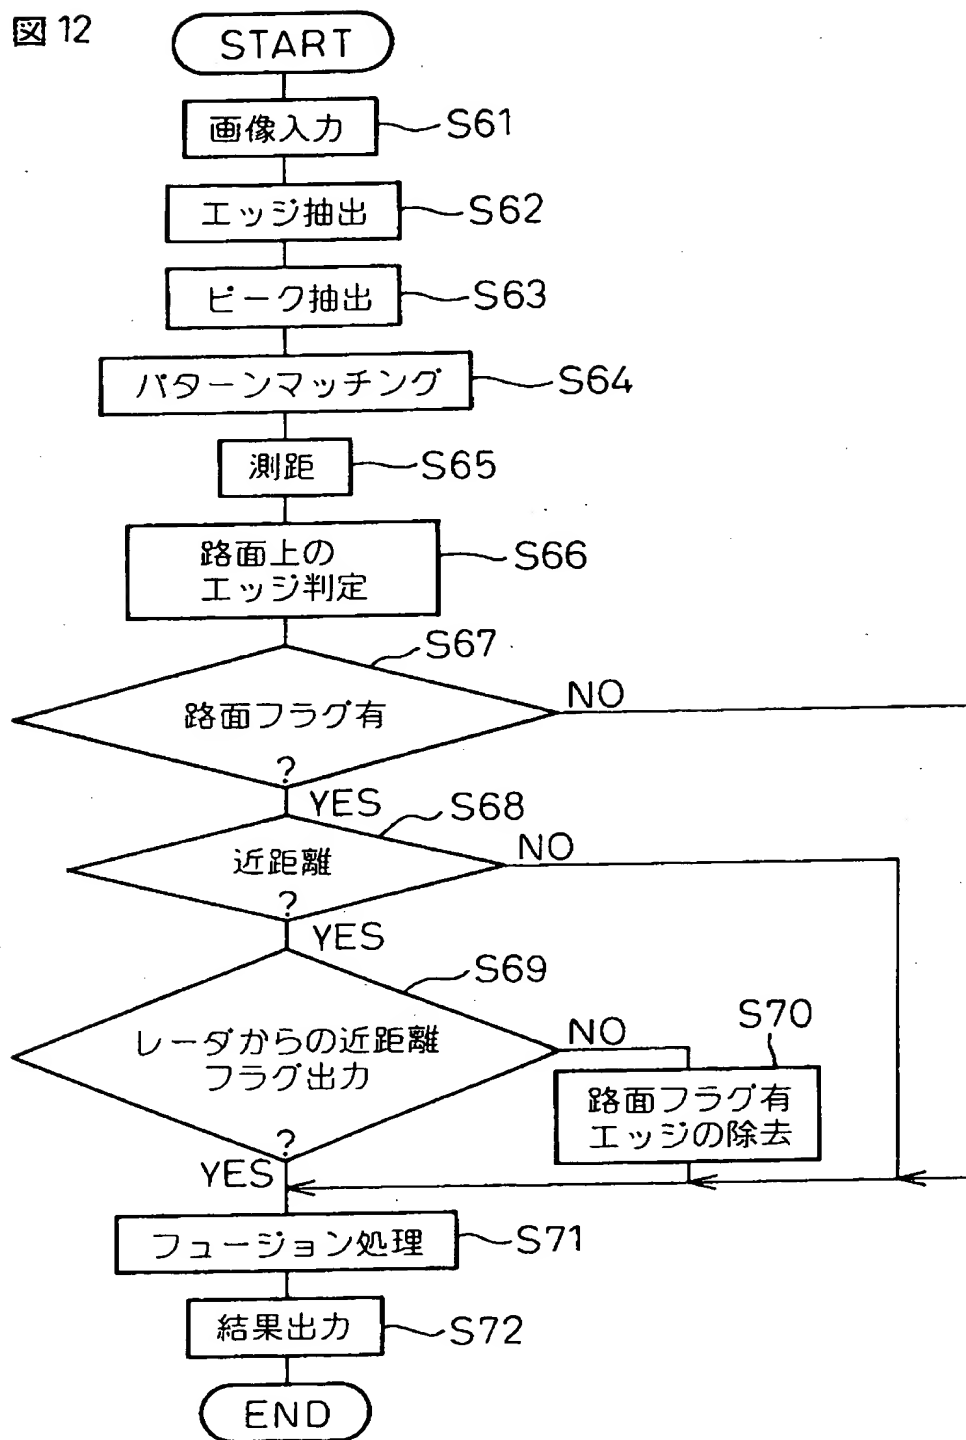 図12
START
画像入力
S61
エッジ抽出
S62
ピーク抽出
S63
パターンマッチング
S64
測距
S65
路面上の
エッジ判定
S66
S67
路面フラグ有
?
NO
YES
S68
近距離
?
NO
YES
S69
レーダからの近距離
フラグ出力
?
NO
S70
路面フラグ有
エッジの除去
YES
フュージョン処理
S71
結果出力
S72
END